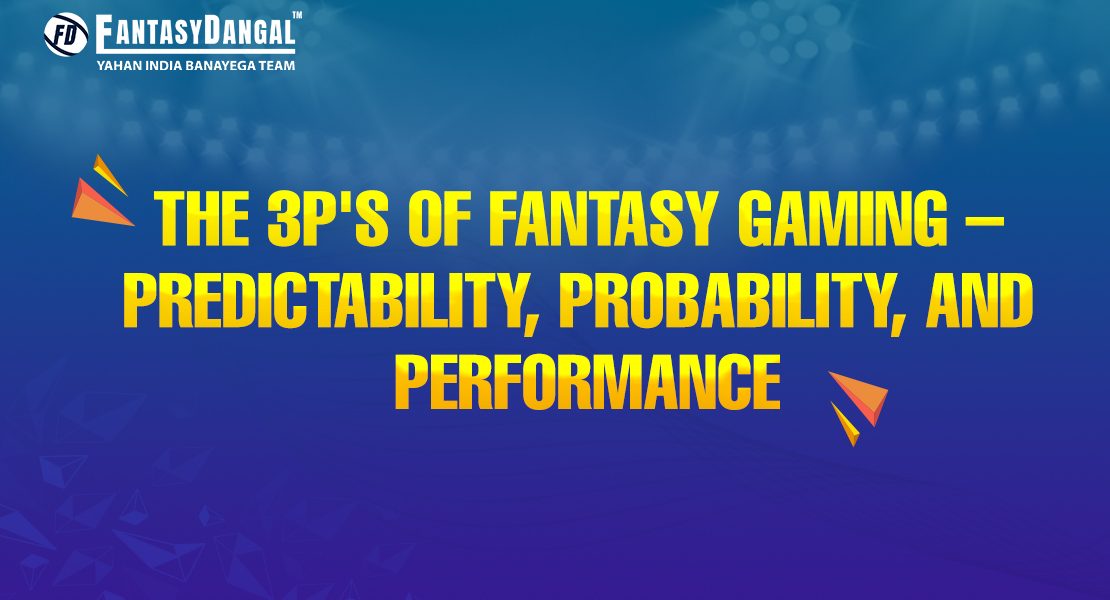 FD FANTASYDANGAL™
YAHAN INDIA BANAYEGA TEAM
THE 3P'S OF FANTASY GAMING –
PREDICTABILITY, PROBABILITY, AND
PERFORMANCE